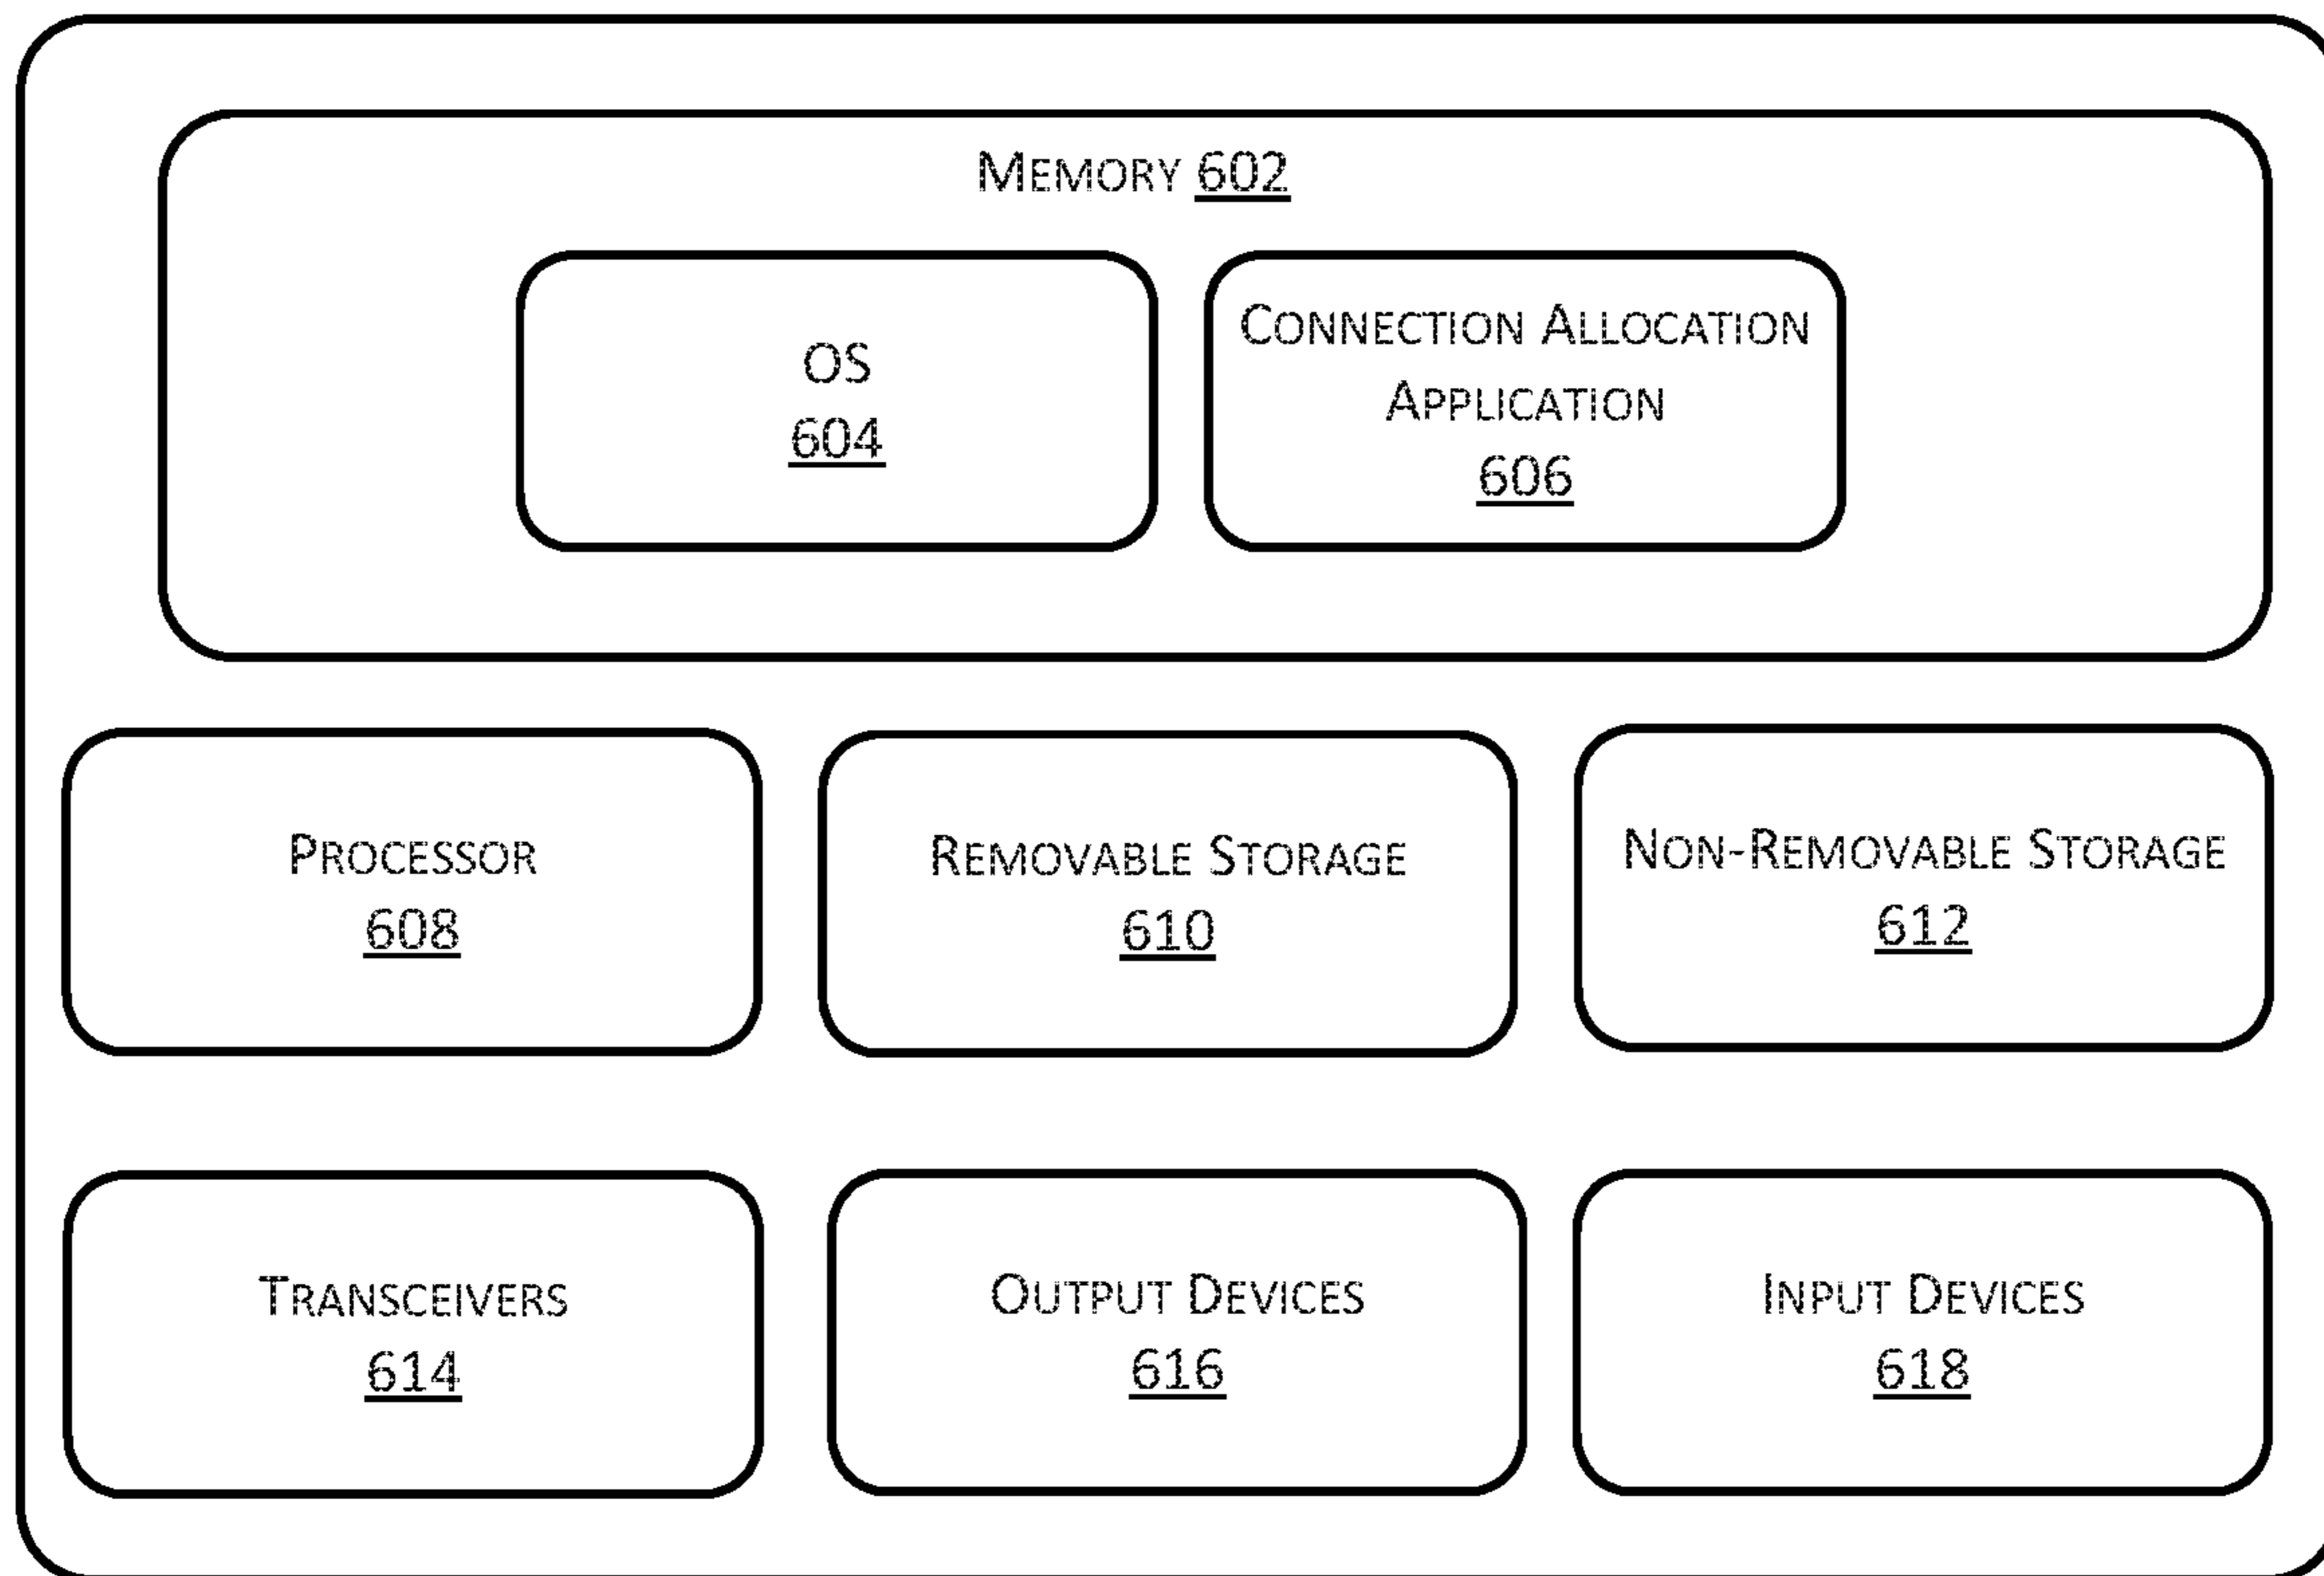 MEMORY 602
OS
604
CONNECTION ALLOCATION
APPLICATION
606
PROCESSOR
608
REMOVABLE STORAGE
610
NON-REMOVABLE STORAGE
612
TRANSCEIVERS
614
OUTPUT DEVICES
616
INPUT DEVICES
618